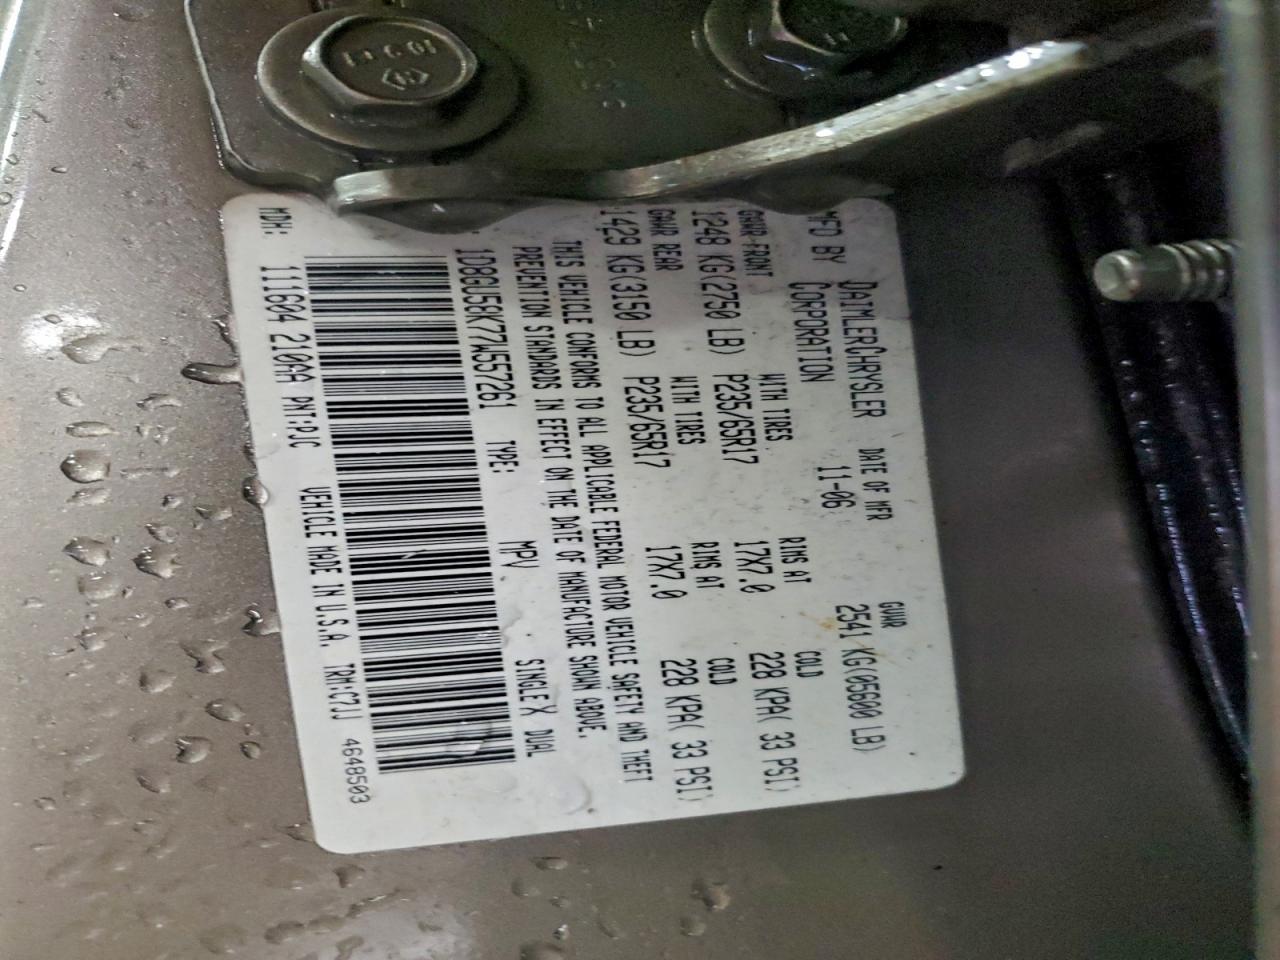 MFD BY DAIMLERCHRYSLER CORPORATION
DATE OF MFR 11-06
GVWR 2541 KG(05600 LB)
GAWR FRONT WITH TIRES RIMS AT COLD
1248 KG(2750 LB) P235/65R17 17X7.0 228 KPA( 33 PSI)
GAWR REAR WITH TIRES RIMS AT COLD
1429 KG(3150 LB) P235/65R17 17X7.0 228 KPA( 33 PSI)
THIS VEHICLE CONFORMS TO ALL APPLICABLE FEDERAL MOTOR VEHICLE SAFETY AND THEFT
PREVENTION STANDARDS IN EFFECT ON THE DATE OF MANUFACTURE SHOWN ABOVE.
1D8GU58K77W557261 TYPE: MPV SINGLE X DUAL
MDH: 111604 210AA PNT:PJC VEHICLE MADE IN U.S.A. TRM:C7JJ 4648503
10.9